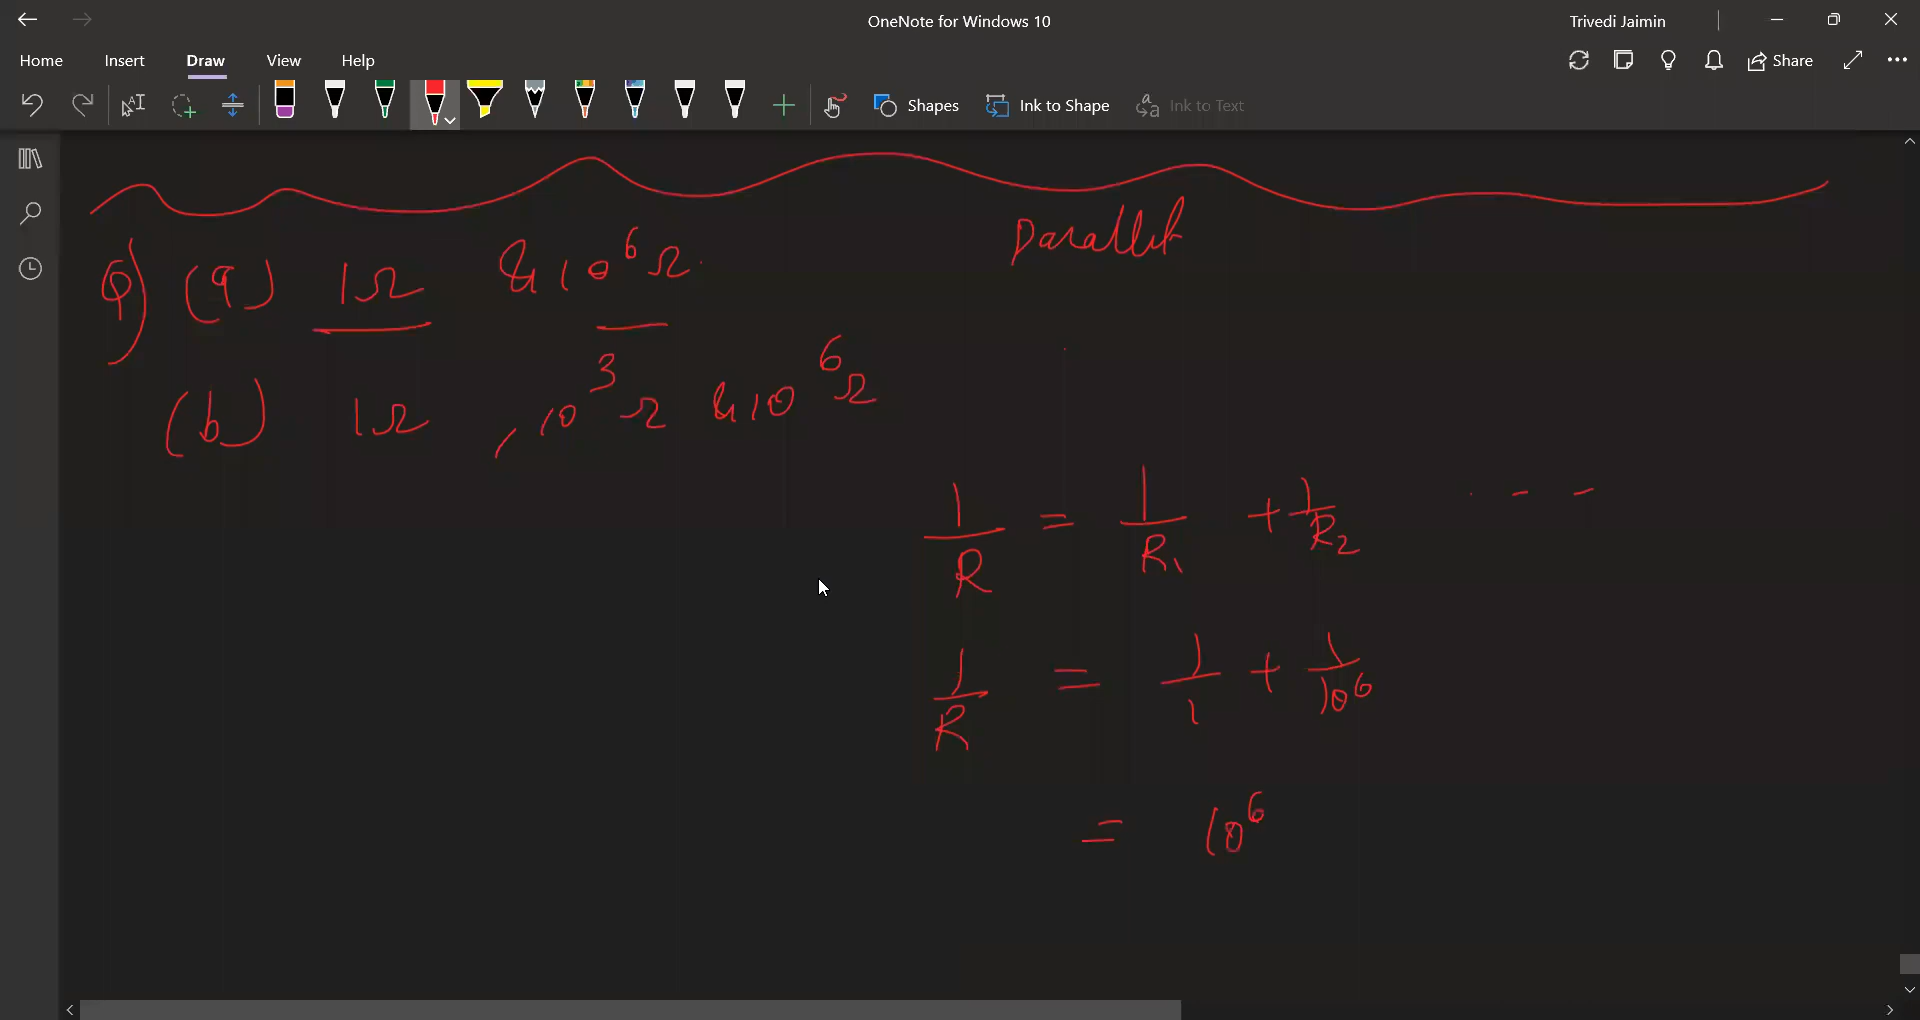 OneNote for Windows 10
Trivedi Jaimin
Home Insert Draw View Help
Share
Shapes Ink to Shape Ink to Text
Parallel
Q) (a) 1Ω & 10⁶Ω.
(b) 1Ω , 10³Ω & 10⁶Ω
1/R = 1/R₁ + 1/R₂ - - -
1/R = 1/1 + 1/10⁶
= 10⁶